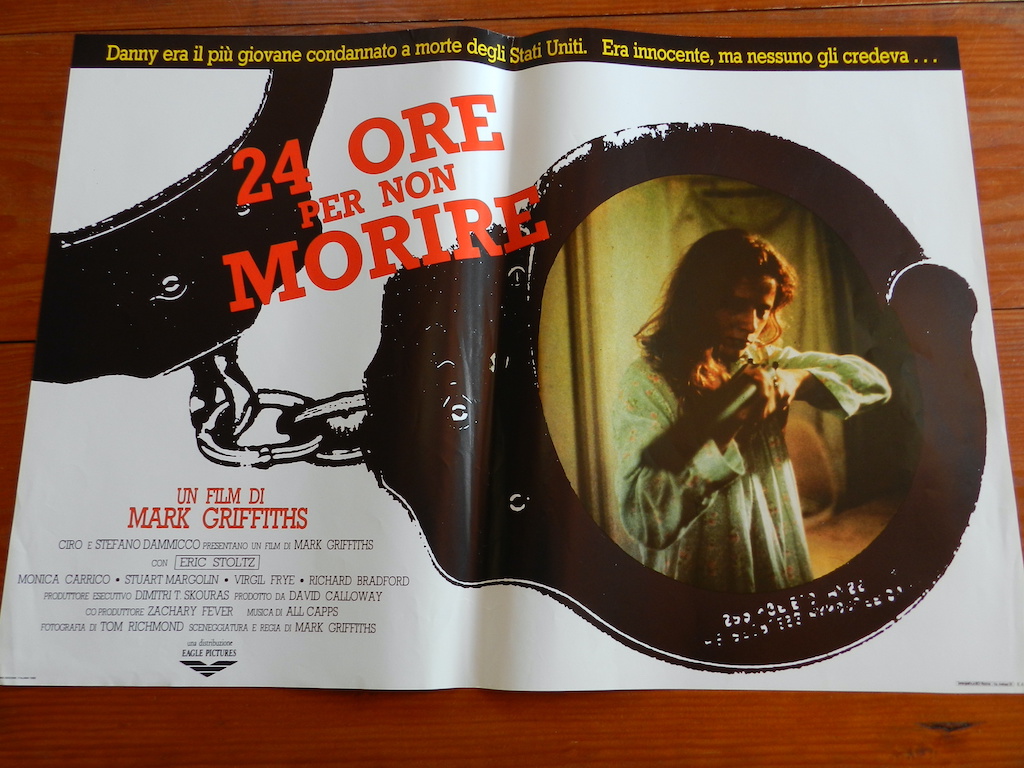 Danny era il più giovane condannato a morte degli Stati Uniti. Era innocente, ma nessuno gli credeva . . .
24 ORE
PER NON
MORIRE
UN FILM DI
MARK GRIFFITHS
CIRO E STEFANO DAMMICCO PRESENTANO UN FILM DI MARK GRIFFITHS
CON ERIC STOLTZ
MONICA CARRICO • STUART MARGOLIN • VIRGIL FRYE • RICHARD BRADFORD
PRODUTTORE ESECUTIVO DIMITRI T. SKOURAS PRODOTTO DA DAVID CALLOWAY
CO PRODUTTORE ZACHARY FEVER MUSICA DI ALL CAPPS
FOTOGRAFIA DI TOM RICHMOND SCENEGGIATURA E REGIA DI MARK GRIFFITHS
una distribuzione
EAGLE PICTURES